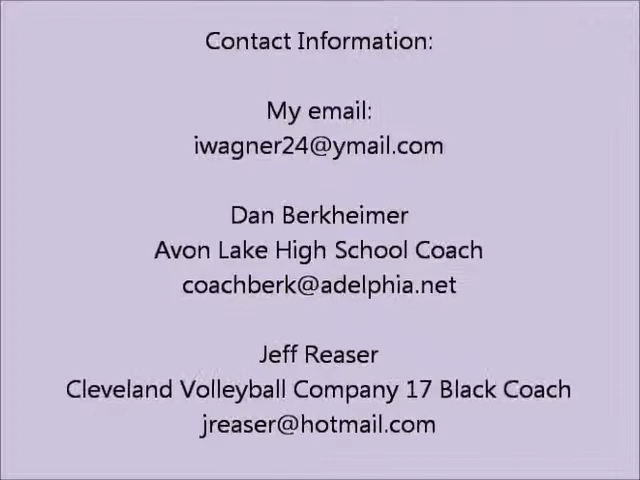 Contact Information:
My email:
iwagner24@ymail.com
Dan Berkheimer
Avon Lake High School Coach
coachberk@adelphia.net
Jeff Reaser
Cleveland Volleyball Company 17 Black Coach
jreaser@hotmail.com